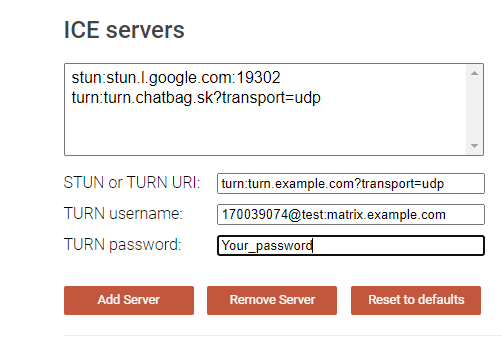 ICE servers
stun:stun.l.google.com:19302
turn:turn.chatbag.sk?transport=udp
STUN or TURN URI: turn:turn.example.com?transport=udp
TURN username: 170039074@test:matrix.example.com
TURN password: Your_password
Add Server Remove Server Reset to defaults